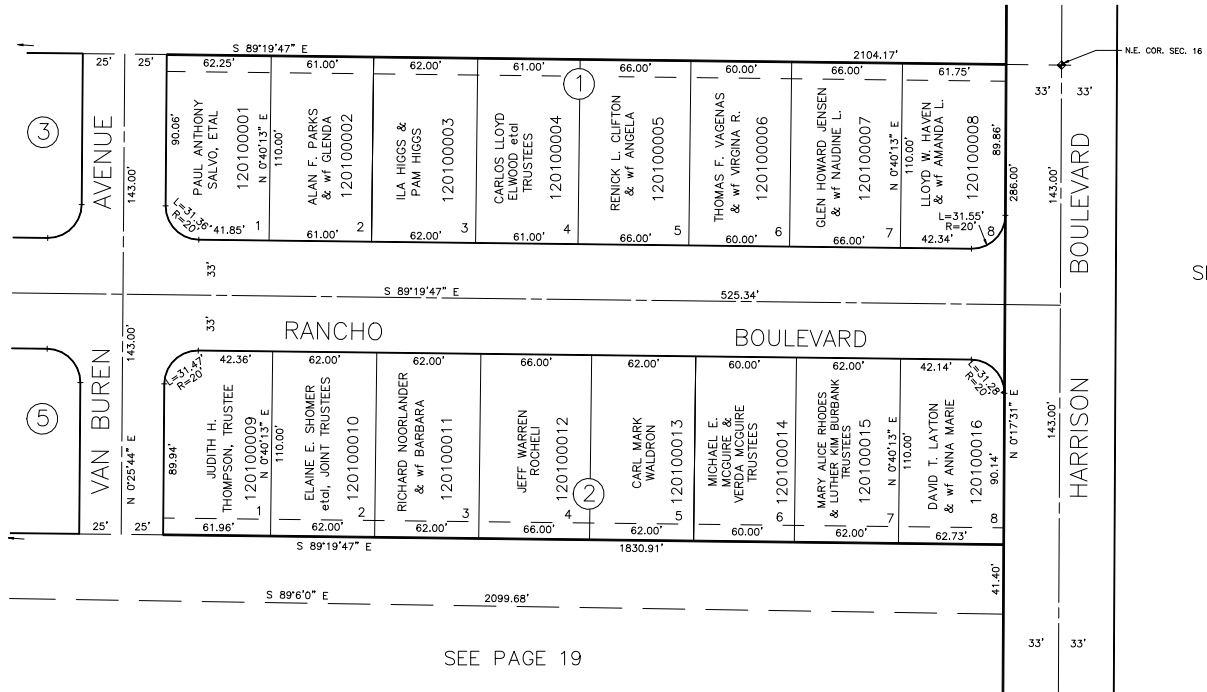 S 89°19'47" E
2104.17'
N.E. COR. SEC. 16
25'
25'
62.25'
61.00'
62.00'
61.00'
66.00'
60.00'
66.00'
61.75'
33'
33'
1
3
AVENUE
143.00'
90.06'
PAUL ANTHONY
SALVO, ETAL
120100001
N 0°40'13" E
110.00'
ALAN F. PARKS
& wf GLENDA
120100002
ILA HIGGS &
PAM HIGGS
120100003
CARLOS LLOYD
ELWOOD etal
TRUSTEES
120100004
RENICK L. CLIFTON
& wf ANGELA
120100005
THOMAS F. VAGENAS
& wf VIRGINA R.
120100006
GLEN HOWARD JENSEN
& wf NAUDINE L.
120100007
N 0°40'13" E
110.00'
LLOYD W. HAVEN
& wf AMANDA L.
120100008
89.86'
286.00'
143.00'
BOULEVARD
L=31.36'
R=20'
L=31.55'
R=20'
1
2
3
4
5
6
7
8
41.85'
61.00'
62.00'
61.00'
66.00'
60.00'
66.00'
42.34'
33'
SI
S 89°19'47" E
525.34'
33'
RANCHO
BOULEVARD
143.00'
L=31.47'
R=20'
42.36'
62.00'
62.00'
66.00'
62.00'
60.00'
62.00'
42.14'
L=31.28'
R=20'
5
VAN BUREN
N 0°25'44" E
89.94'
JUDITH H.
THOMPSON, TRUSTEE
120100009
N 0°40'13" E
110.00'
ELAINE E. SHOMER
etal, JOINT TRUSTEES
120100010
RICHARD NOORLANDER
& wf BARBARA
120100011
JEFF WARREN
ROCHELI
120100012
CARL MARK
WALDRON
120100013
MICHAEL E.
MCGUIRE &
VERDA MCGUIRE
TRUSTEES
120100014
MARY ALICE RHODES
& LUTHER KIM BURBANK
TRUSTEES
120100015
N 0°40'13" E
110.00'
DAVID T. LAYTON
& wf ANNA MARIE
120100016
90.14'
N 0°17'31" E
143.00'
HARRISON
2
1
2
3
4
5
6
7
8
25'
25'
61.96'
62.00'
62.00'
66.00'
62.00'
60.00'
62.00'
62.73'
S 89°19'47" E
1830.91'
41.40'
S 89°6'0" E
2099.68'
33'
33'
SEE PAGE 19